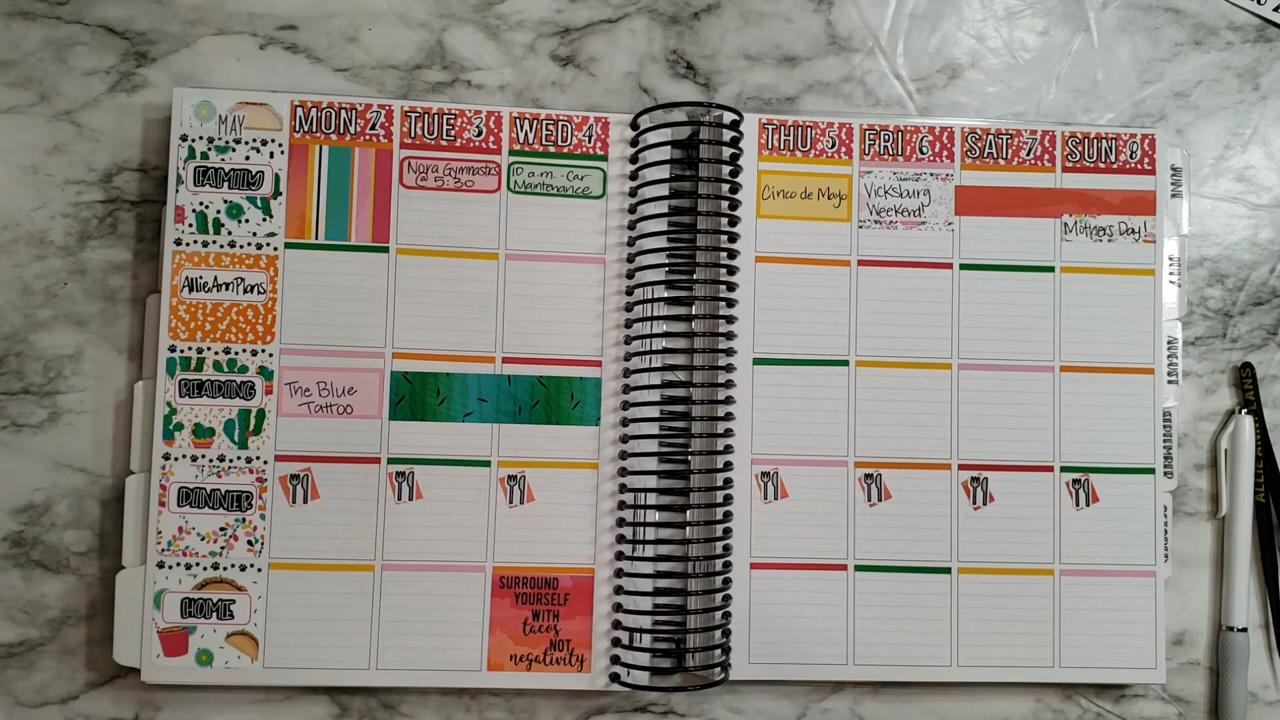 MAY
MON 2
TUE 3
WED 4
THU 5
FRI 6
SAT 7
SUN 8
FAMILY
Nora Gymnastics
@ 5:30
10 a.m. - Car
Maintenance
Cinco de Mayo
Vicksburg
Weekend!
Mothers Day!
AllieAnnPlans
READING
The Blue
Tattoo
DINNER
HOME
SURROUND
YOURSELF
WITH
tacos
NOT
negativity
JUNE
JULY
AUGUST
SEPTEMBER
OCTOBER
ALLIEANNPLANS